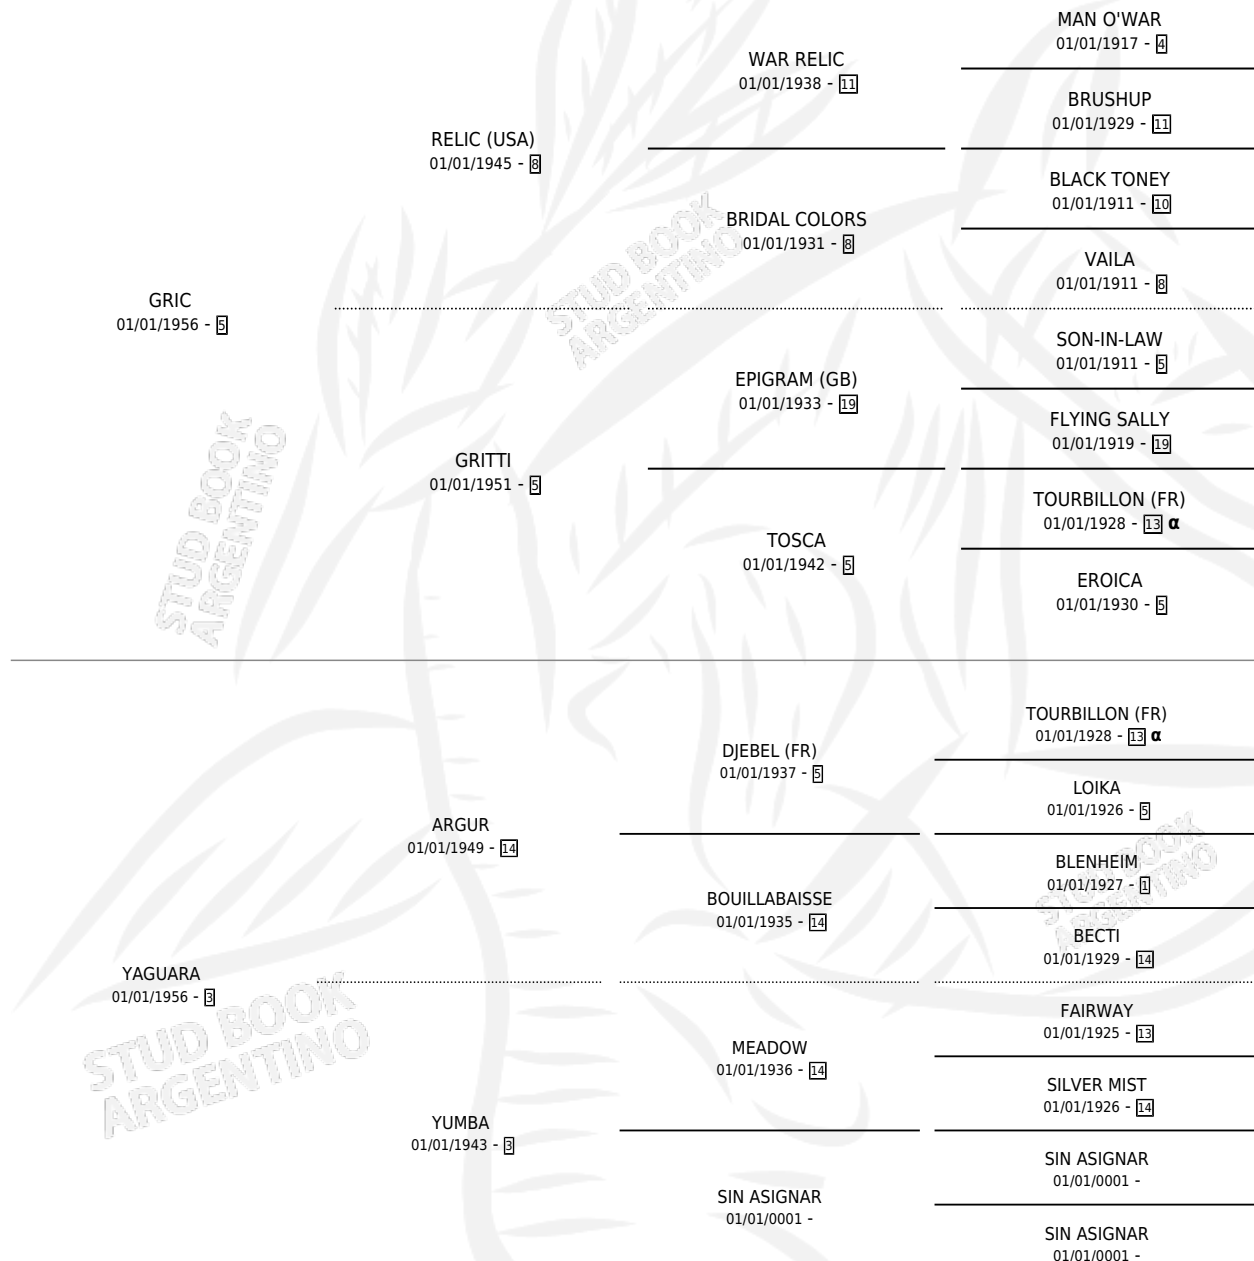 MAN O'WAR
01/01/1917 - 4
WAR RELIC
01/01/1938 - 11
BRUSHUP
01/01/1929 - 11
RELIC (USA)
01/01/1945 - 8
BLACK TONEY
01/01/1911 - 10
BRIDAL COLORS
01/01/1931 - 8
VAILA
01/01/1911 - 8
GRIC
01/01/1956 - 5
SON-IN-LAW
01/01/1911 - 5
EPIGRAM (GB)
01/01/1933 - 19
FLYING SALLY
01/01/1919 - 19
GRITTI
01/01/1951 - 5
TOURBILLON (FR)
01/01/1928 - 13 α
TOSCA
01/01/1942 - 5
EROICA
01/01/1930 - 5
TOURBILLON (FR)
01/01/1928 - 13 α
DJEBEL (FR)
01/01/1937 - 5
LOIKA
01/01/1926 - 5
ARGUR
01/01/1949 - 14
BLENHEIM
01/01/1927 - 1
BOUILLABAISSE
01/01/1935 - 14
BECTI
01/01/1929 - 14
YAGUARA
01/01/1956 - 3
FAIRWAY
01/01/1925 - 13
MEADOW
01/01/1936 - 14
SILVER MIST
01/01/1926 - 14
YUMBA
01/01/1943 - 3
SIN ASIGNAR
01/01/0001 -
SIN ASIGNAR
01/01/0001 -
SIN ASIGNAR
01/01/0001 -
STUD BOOK
ARGENTINO
STUD BOOK
ARGENTINO
STUD BOOK
ARGENTINO
STUD BOOK
ARGENTINO